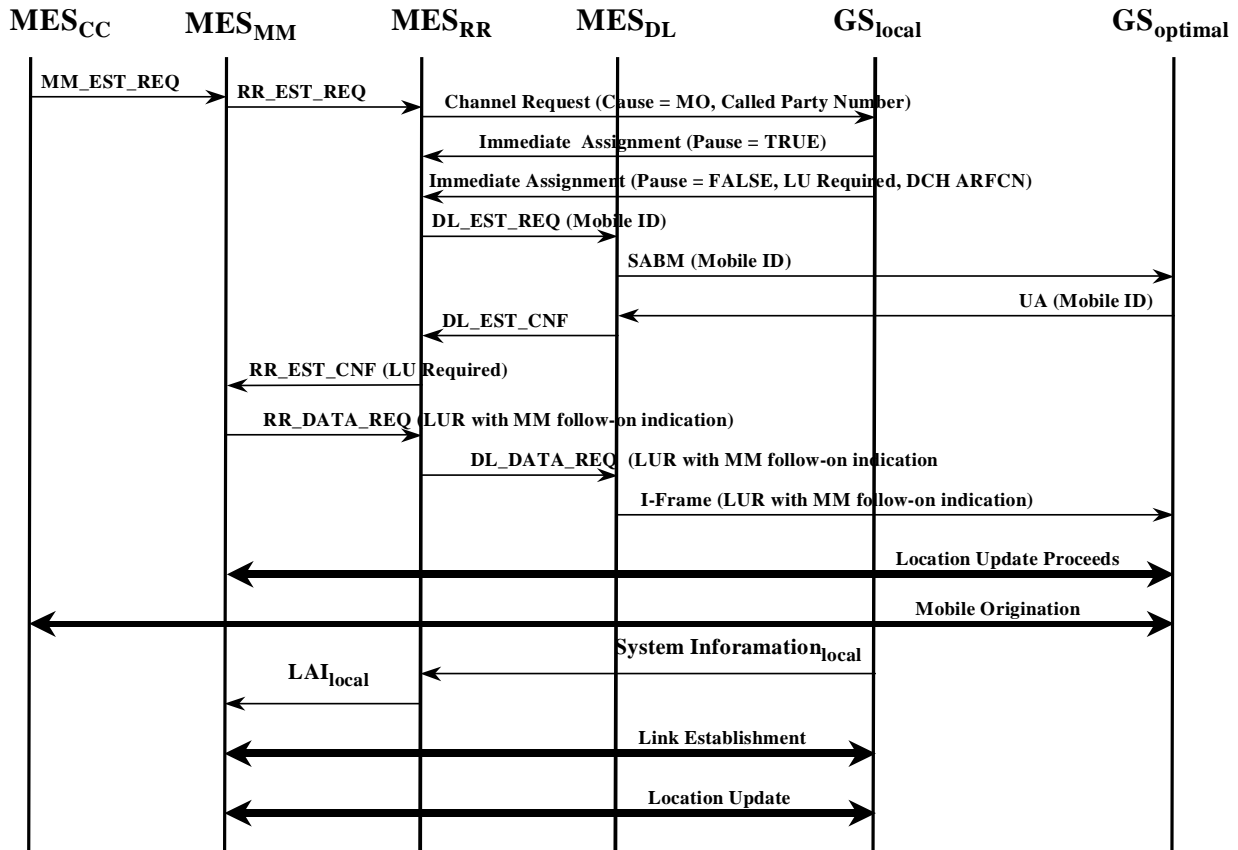 MES_CC MES_MM MES_RR MES_DL GS_local GS_optimal
MM_EST_REQ
RR_EST_REQ
Channel Request (Cause = MO, Called Party Number)
Immediate Assignment (Pause = TRUE)
Immediate Assignment (Pause = FALSE, LU Required, DCH ARFCN)
DL_EST_REQ (Mobile ID)
SABM (Mobile ID)
UA (Mobile ID)
DL_EST_CNF
RR_EST_CNF (LU Required)
RR_DATA_REQ (LUR with MM follow-on indication)
DL_DATA_REQ (LUR with MM follow-on indication
I-Frame (LUR with MM follow-on indication)
Location Update Proceeds
Mobile Origination
System Inforamation_local
LAI_local
Link Establishment
Location Update